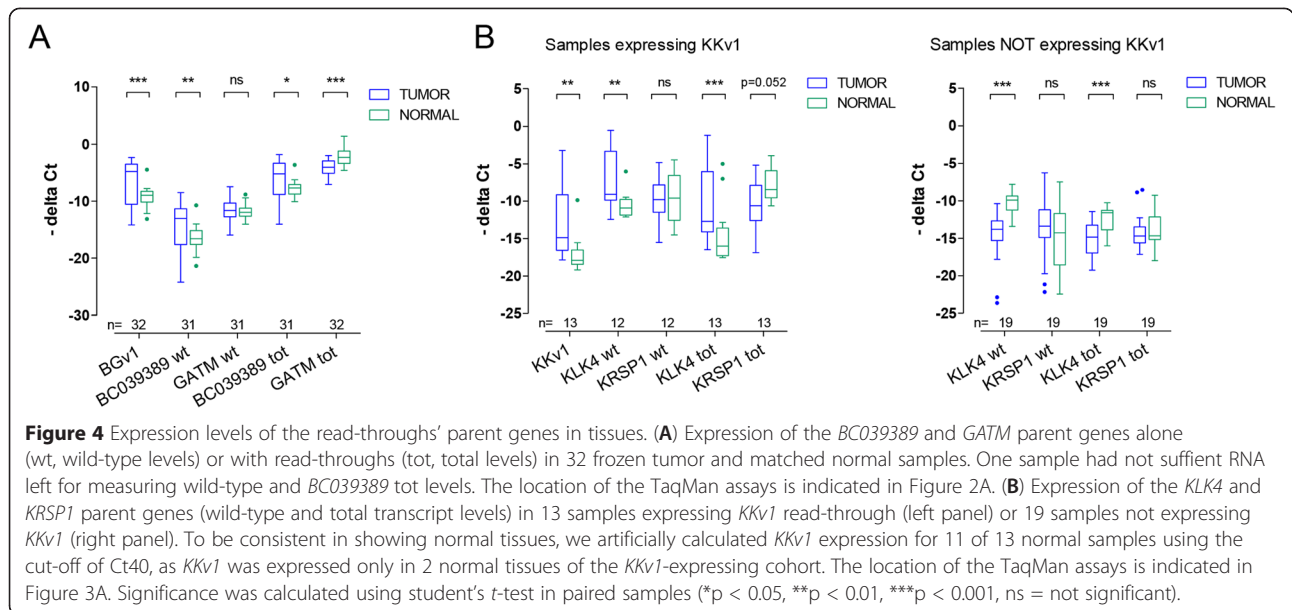 A
*** ** ns * ***
TUMOR
NORMAL
10
0
-10
-20
-30
- delta Ct
n= 32 31 31 31 32
BGv1
BC039389 wt
GATM wt
BC039389 tot
GATM tot
B
Samples expressing KKv1
** ** ns *** p=0.052
TUMOR
NORMAL
5
0
-5
-10
-15
-20
-25
- delta Ct
n= 13 12 12 13 13
KKv1
KLK4 wt
KRSP1 wt
KLK4 tot
KRSP1 tot
Samples NOT expressing KKv1
*** ns *** ns
TUMOR
NORMAL
5
0
-5
-10
-15
-20
-25
- delta Ct
n= 19 19 19 19
KLK4 wt
KRSP1 wt
KLK4 tot
KRSP1 tot
Figure 4 Expression levels of the read-throughs’ parent genes in tissues. (A) Expression of the BC039389 and GATM parent genes alone
(wt, wild-type levels) or with read-throughs (tot, total levels) in 32 frozen tumor and matched normal samples. One sample had not suffient RNA
left for measuring wild-type and BC039389 tot levels. The location of the TaqMan assays is indicated in Figure 2A. (B) Expression of the KLK4 and
KRSP1 parent genes (wild-type and total transcript levels) in 13 samples expressing KKv1 read-through (left panel) or 19 samples not expressing
KKv1 (right panel). To be consistent in showing normal tissues, we artificially calculated KKv1 expression for 11 of 13 normal samples using the
cut-off of Ct40, as KKv1 was expressed only in 2 normal tissues of the KKv1-expressing cohort. The location of the TaqMan assays is indicated in
Figure 3A. Significance was calculated using student’s t-test in paired samples (*p < 0.05, **p < 0.01, ***p < 0.001, ns = not significant).